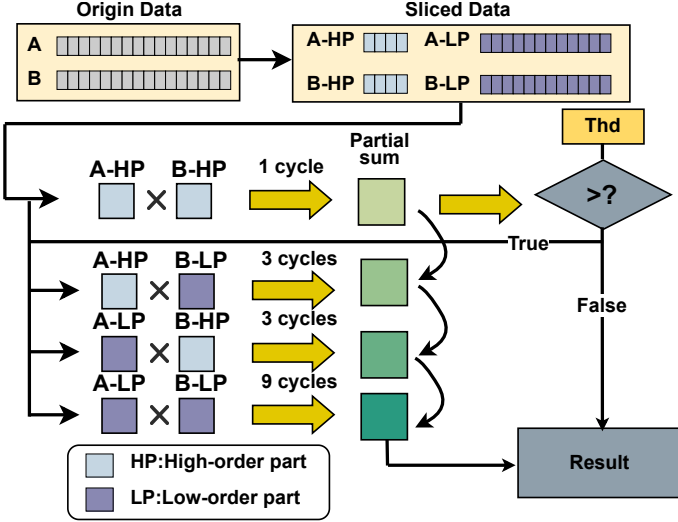 Origin Data
Sliced Data
A
B
A-HP
A-LP
B-HP
B-LP
Thd
Partial
sum
A-HP
B-HP
1 cycle
>?
True
A-HP
B-LP
3 cycles
False
A-LP
B-HP
3 cycles
A-LP
B-LP
9 cycles
HP:High-order part
LP:Low-order part
Result